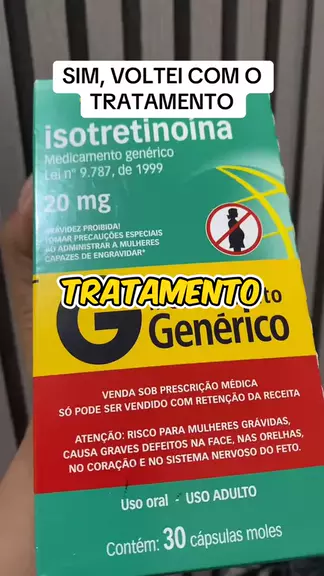 SIM, VOLTEI COM O
TRATAMENTO
isotretinoína
Medicamento genérico
Lei nº 9.787, de 1999
20 mg
GRAVIDEZ PROIBIDA!
TOMAR PRECAUÇÕES ESPECIAIS
AO ADMINISTRAR A MULHERES
CAPAZES DE ENGRAVIDAR*
TRATAMENTO
G
Genérico
VENDA SOB PRESCRIÇÃO MÉDICA
SÓ PODE SER VENDIDO COM RETENÇÃO DA RECEITA
ATENÇÃO: RISCO PARA MULHERES GRÁVIDAS,
CAUSA GRAVES DEFEITOS NA FACE, NAS ORELHAS,
NO CORAÇÃO E NO SISTEMA NERVOSO DO FETO.
Uso oral - USO ADULTO
Contém: 30 cápsulas moles